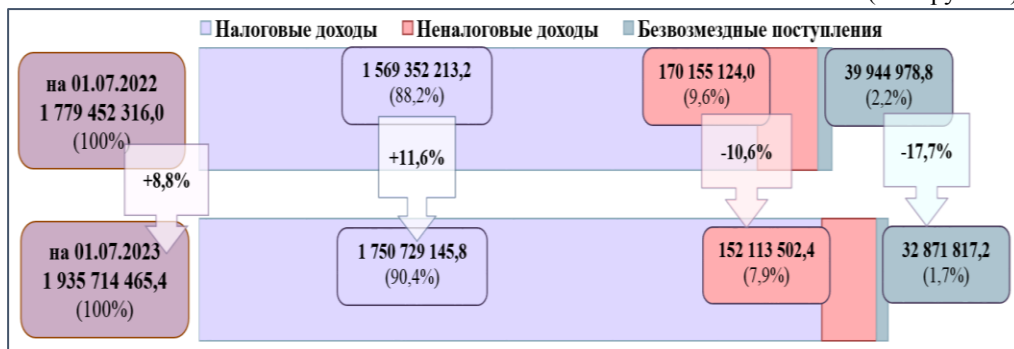 Налоговые доходы Неналоговые доходы Безвозмездные поступления
на 01.07.2022
1 779 452 316,0
(100%)
1 569 352 213,2
(88,2%)
170 155 124,0
(9,6%)
39 944 978,8
(2,2%)
+8,8%
+11,6%
-10,6%
-17,7%
на 01.07.2023
1 935 714 465,4
(100%)
1 750 729 145,8
(90,4%)
152 113 502,4
(7,9%)
32 871 817,2
(1,7%)